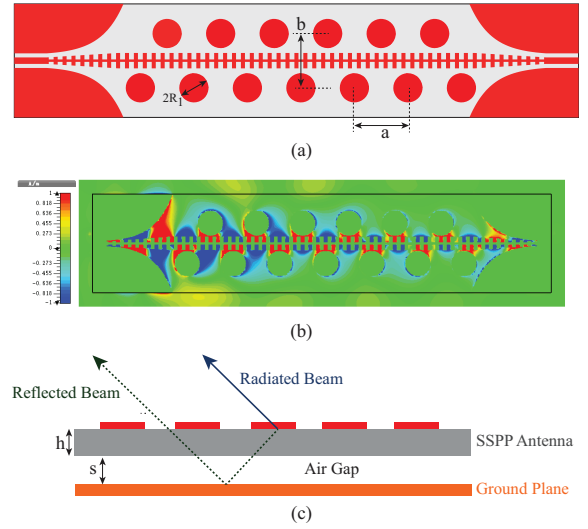 b
2R1
a
(a)
A/m
1
0.818
0.636
0.455
0.273
0
-0.273
-0.455
-0.636
-0.818
-1
(b)
Reflected Beam
Radiated Beam
h
SSPP Antenna
s
Air Gap
Ground Plane
(c)